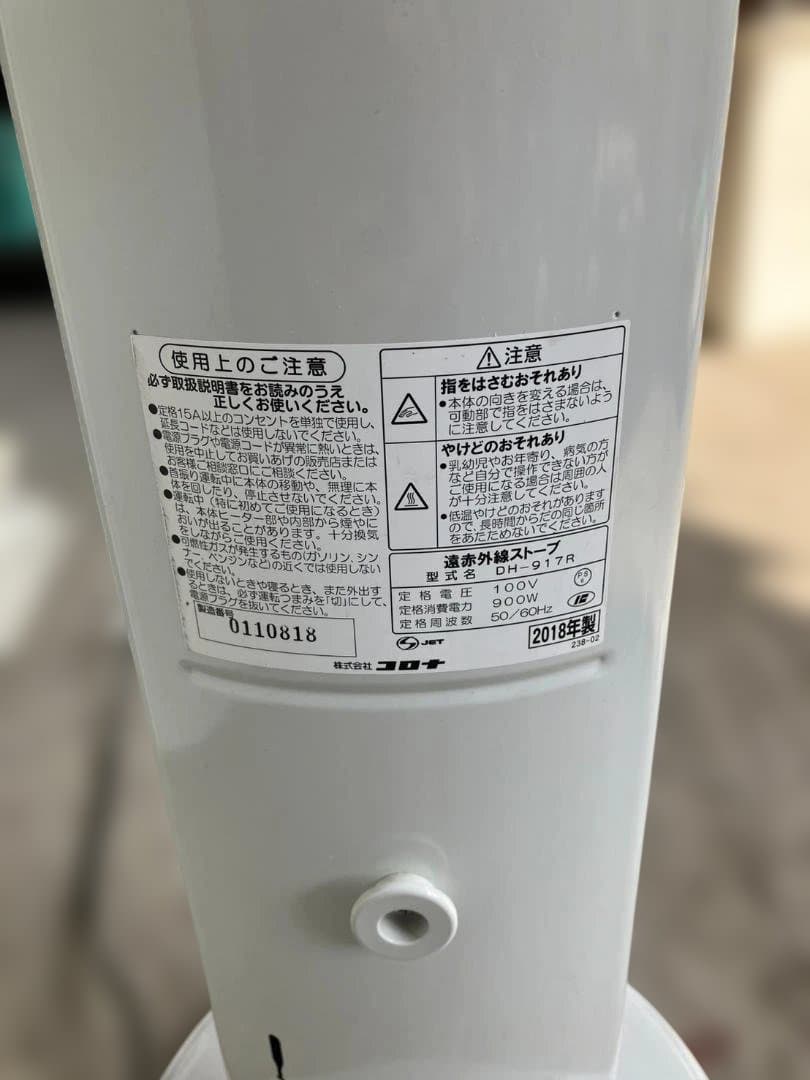 使用上のご注意
必ず取扱説明書をお読みのうえ
正しくお使いください。
●定格15A以上のコンセントを単独で使用し、
延長コードなどは使用しないでください。
●電源プラグや電源コードが異常に熱いときは、
使用を中止してお買いあげの販売店または
お客様ご相談窓口にご相談ください。
●首振り運転中に本体の移動や、無理に本
体を回したり、停止させないでください。
●運転中（特に初めてご使用になるとき）
は、本体ヒーター部や内部から煙やに
おいが出ることがあります。十分換気
をしながらご使用ください。
●可燃性ガスが発生するもの(ガソリン、シン
ナー、ベンジンなど)の近くでは使用しない
でください。
●使用しないときや寝るとき、また外出す
るときは、必ず運転つまみを「切」にして、
電源プラグを抜いてください。
製造番号
0110818
注意
指をはさむおそれあり
●本体の向きを変える場合は、
可動部で指をはさまないよう
に注意してください。
やけどのおそれあり
●乳幼児やお年寄り、病気の方
など自分で操作できない方が
ご使用になる場合は周囲の人
が十分注意してください。
●低温やけどのおそれがあります
ので、長時間からだの同じ箇所
をあたためないでください。
遠赤外線ストーブ
型式名 DH-917R
定格電圧 100V
定格消費電力 900W
定格周波数 50/60Hz
PS
E
JET
2018年製
238-02
株式会社 コロナ